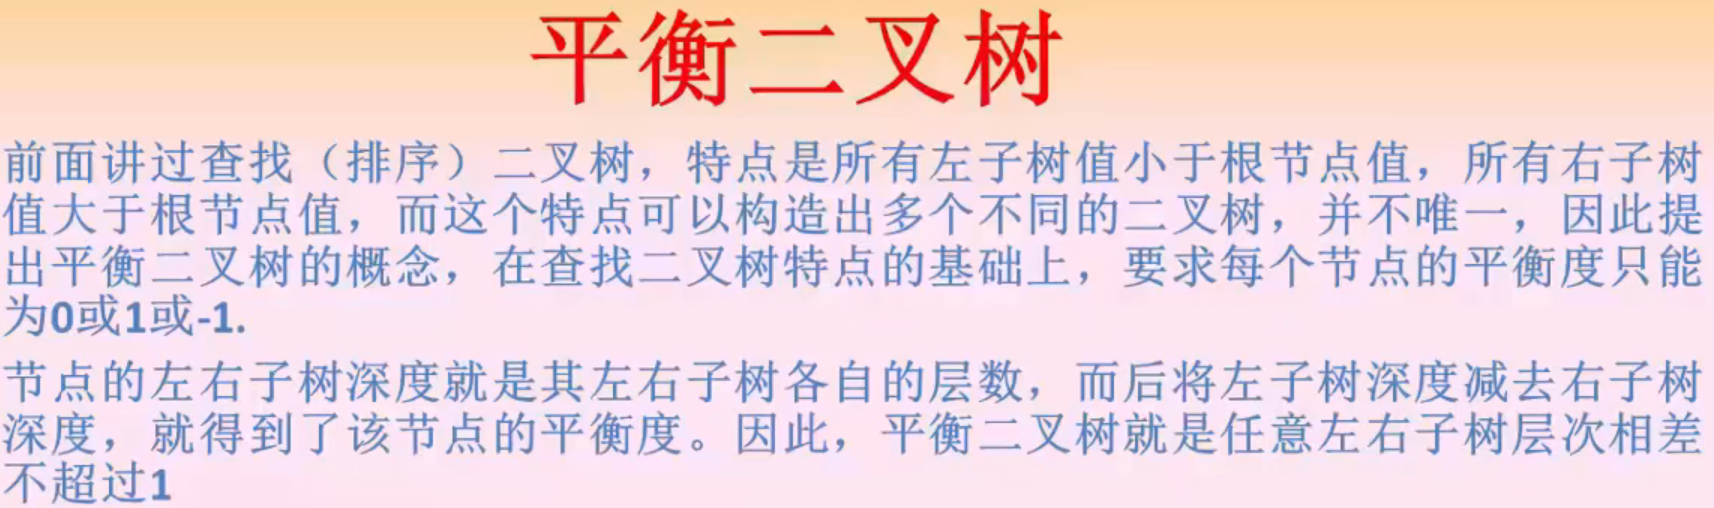 平衡二叉树
前面讲过查找（排序）二叉树，特点是所有左子树值小于根节点值，所有右子树
值大于根节点值，而这个特点可以构造出多个不同的二叉树，并不唯一，因此提
出平衡二叉树的概念，在查找二叉树特点的基础上，要求每个节点的平衡度只能
为0或1或-1.
节点的左右子树深度就是其左右子树各自的层数，而后将左子树深度减去右子树
深度，就得到了该节点的平衡度。因此，平衡二叉树就是任意左右子树层次相差
不超过1